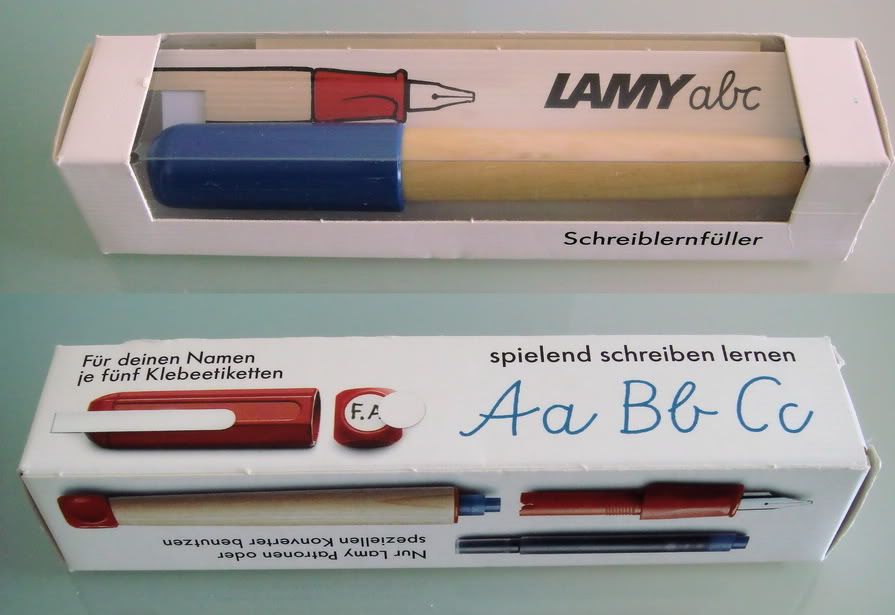 LAMY abc
Schreiblernfüller
Für deinen Namen
je fünf Klebeetiketten
spielend schreiben lernen
F.A
Aa Bb Cc
Nur Lamy Patronen oder
speziellen Konverter benutzen